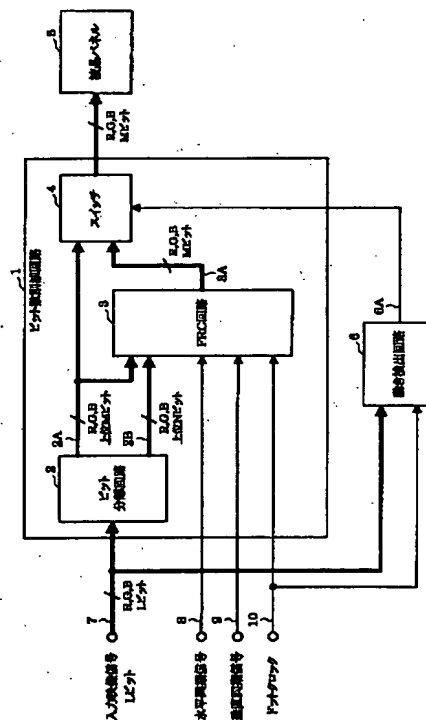 1
ビット数削減回路
5
液晶パネル
R,G,B
Mビット
4
スイッチ
R,G,B
Mビット
3A
3
FRC回路
6A
6
動き検出回路
2A
R,G,B
上位Mビット
2B
R,G,B
上位Nビット
2
ビット
分離回路
7
R,G,B
Lビット
8
9
10
入力映像信号
Lビット
水平同期信号
垂直同期信号
ドットクロック